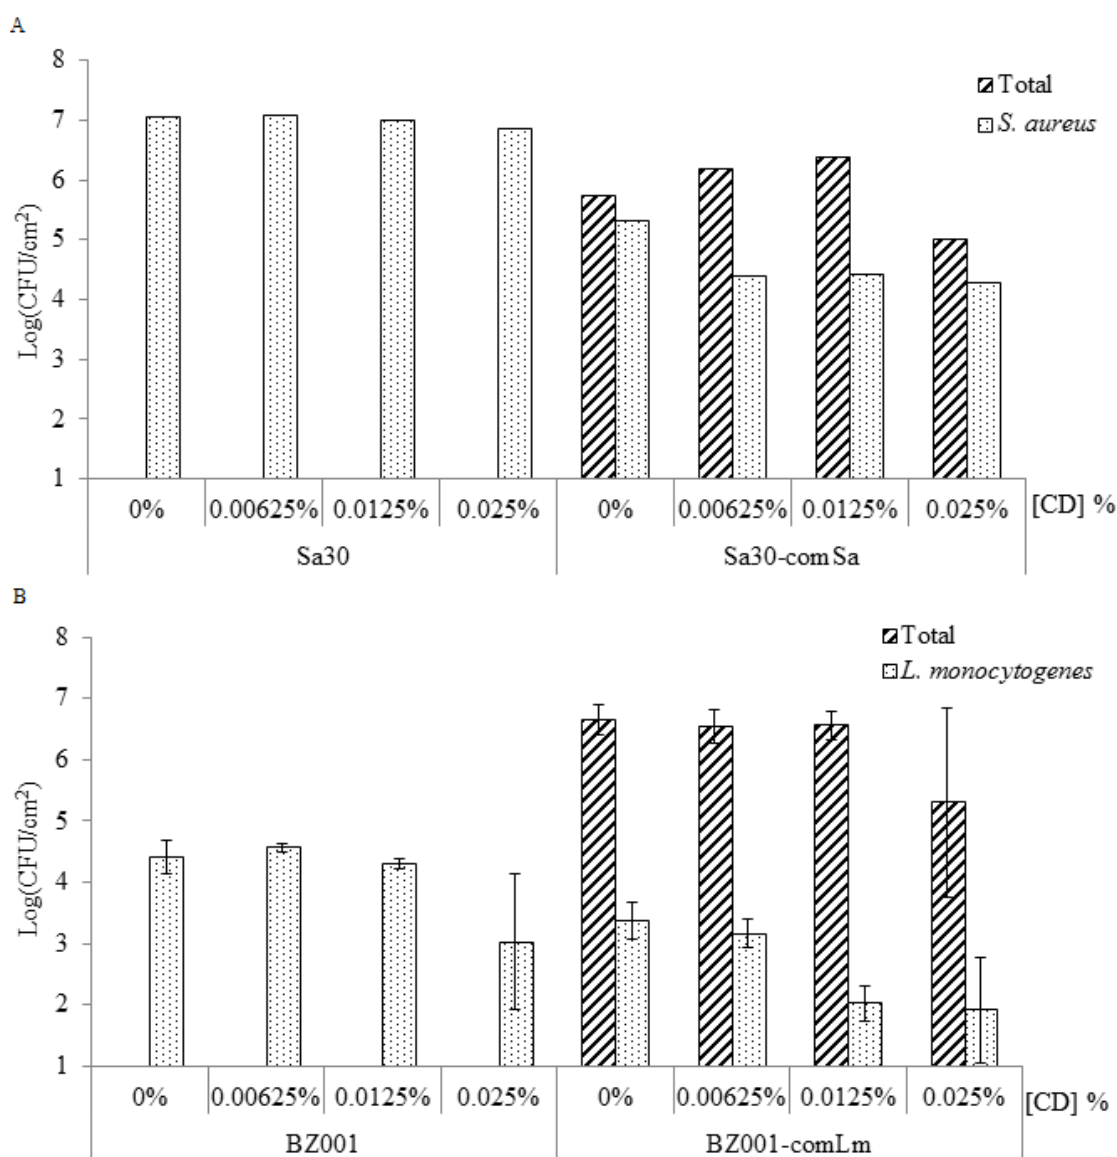 A
8
7
6
5
4
3
2
1
Log(CFU/cm²)
Total
S. aureus
0% 0.00625% 0.0125% 0.025% 0% 0.00625% 0.0125% 0.025% [CD] %
Sa30 Sa30-comSa
B
8
7
6
5
4
3
2
1
Log(CFU/cm²)
Total
L. monocytogenes
0% 0.00625% 0.0125% 0.025% 0% 0.00625% 0.0125% 0.025% [CD] %
BZ001 BZ001-comLm